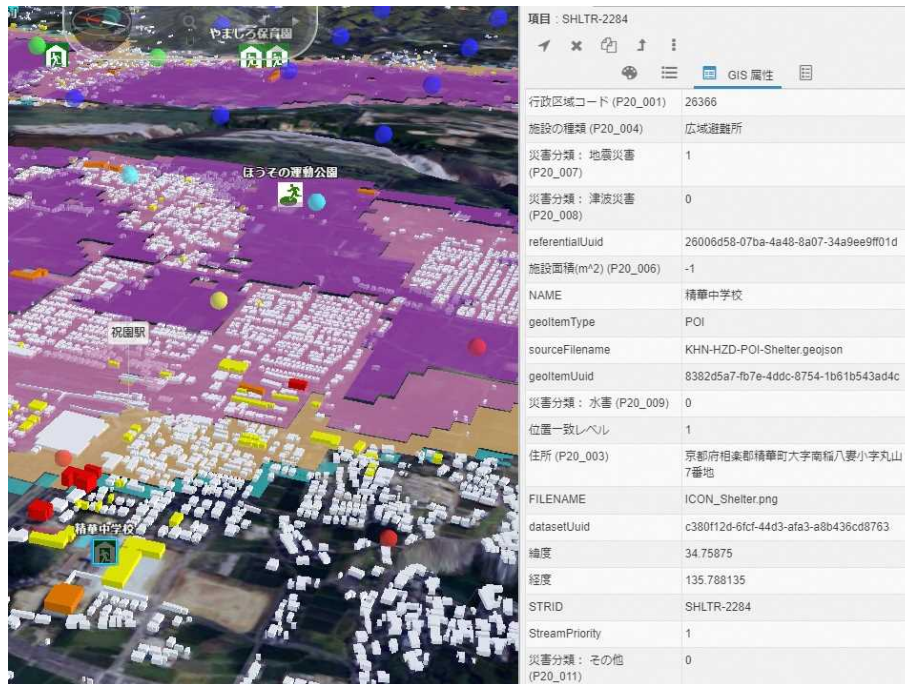 やましろ保育園
ほうその運動公園
祝園駅
精華中学校
項目 : SHLTR-2284
GIS 属性
行政区域コード (P20_001) 26366
施設の種類 (P20_004) 広域避難所
災害分類： 地震災害 1
(P20_007)
災害分類： 津波災害 0
(P20_008)
referentialUuid 26006d58-07ba-4a48-8a07-34a9ee9ff01d
施設面積(m^2) (P20_006) -1
NAME 精華中学校
geoItemType POI
sourceFilename KHN-HZD-POI-Shelter.geojson
geoItemUuid 8382d5a7-fb7e-4ddc-8754-1b61b543ad4c
災害分類： 水害 (P20_009) 0
位置一致レベル 1
住所 (P20_003) 京都府相楽郡精華町大字南稲八妻小字丸山
7番地
FILENAME ICON_Shelter.png
datasetUuid c380f12d-6fcf-44d3-afa3-a8b436cd8763
緯度 34.75875
経度 135.788135
STRID SHLTR-2284
StreamPriority 1
災害分類： その他 0
(P20_011)